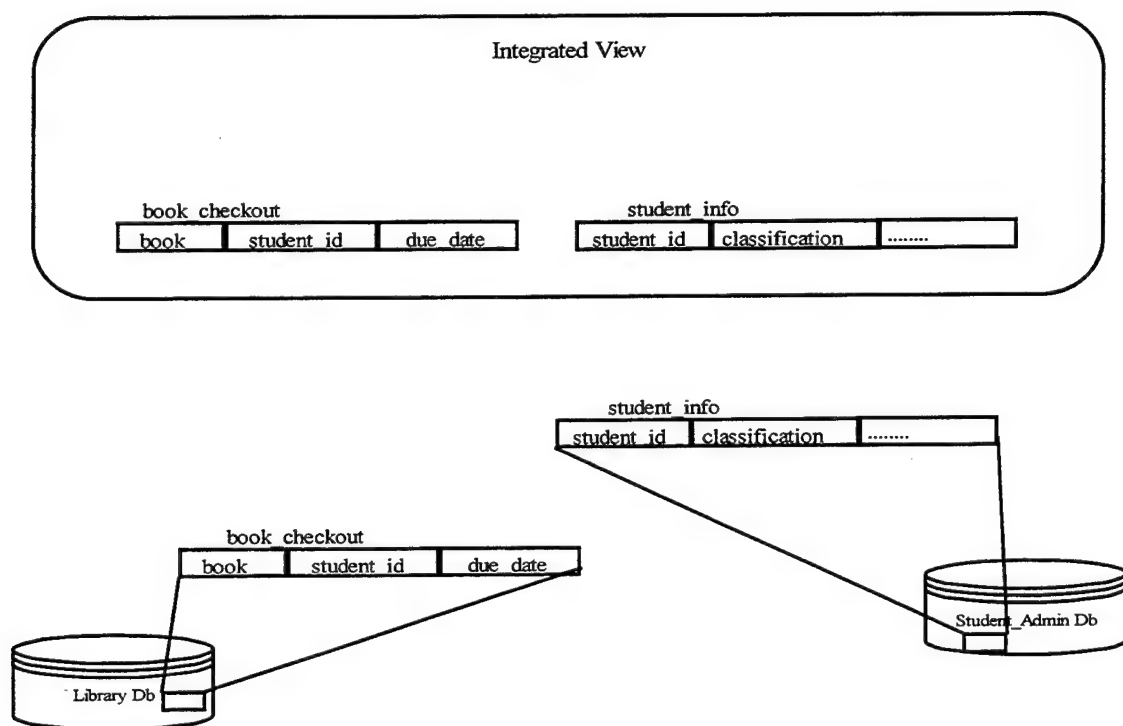 Integrated View
book_checkout
book student_id due_date
student_info
student_id classification ........
student_info
student_id classification ........
book_checkout
book student_id due_date
Student_Admin Db
Library Db